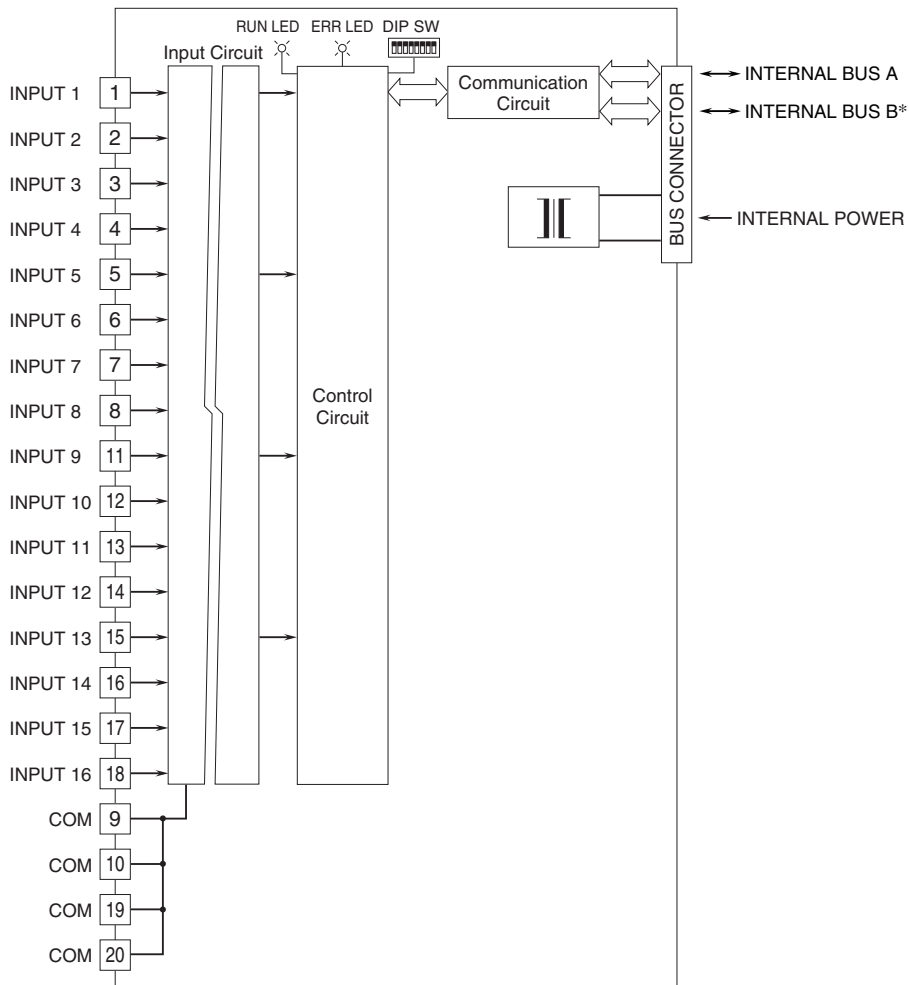 RUN LED ERR LED DIP SW
Input Circuit
INPUT 1 1
INPUT 2 2
INPUT 3 3
INPUT 4 4
INPUT 5 5
INPUT 6 6
INPUT 7 7
INPUT 8 8
INPUT 9 11
INPUT 10 12
INPUT 11 13
INPUT 12 14
INPUT 13 15
INPUT 14 16
INPUT 15 17
INPUT 16 18
COM 9
COM 10
COM 19
COM 20
Control
Circuit
Communication
Circuit
BUS CONNECTOR
INTERNAL BUS A
INTERNAL BUS B*
INTERNAL POWER